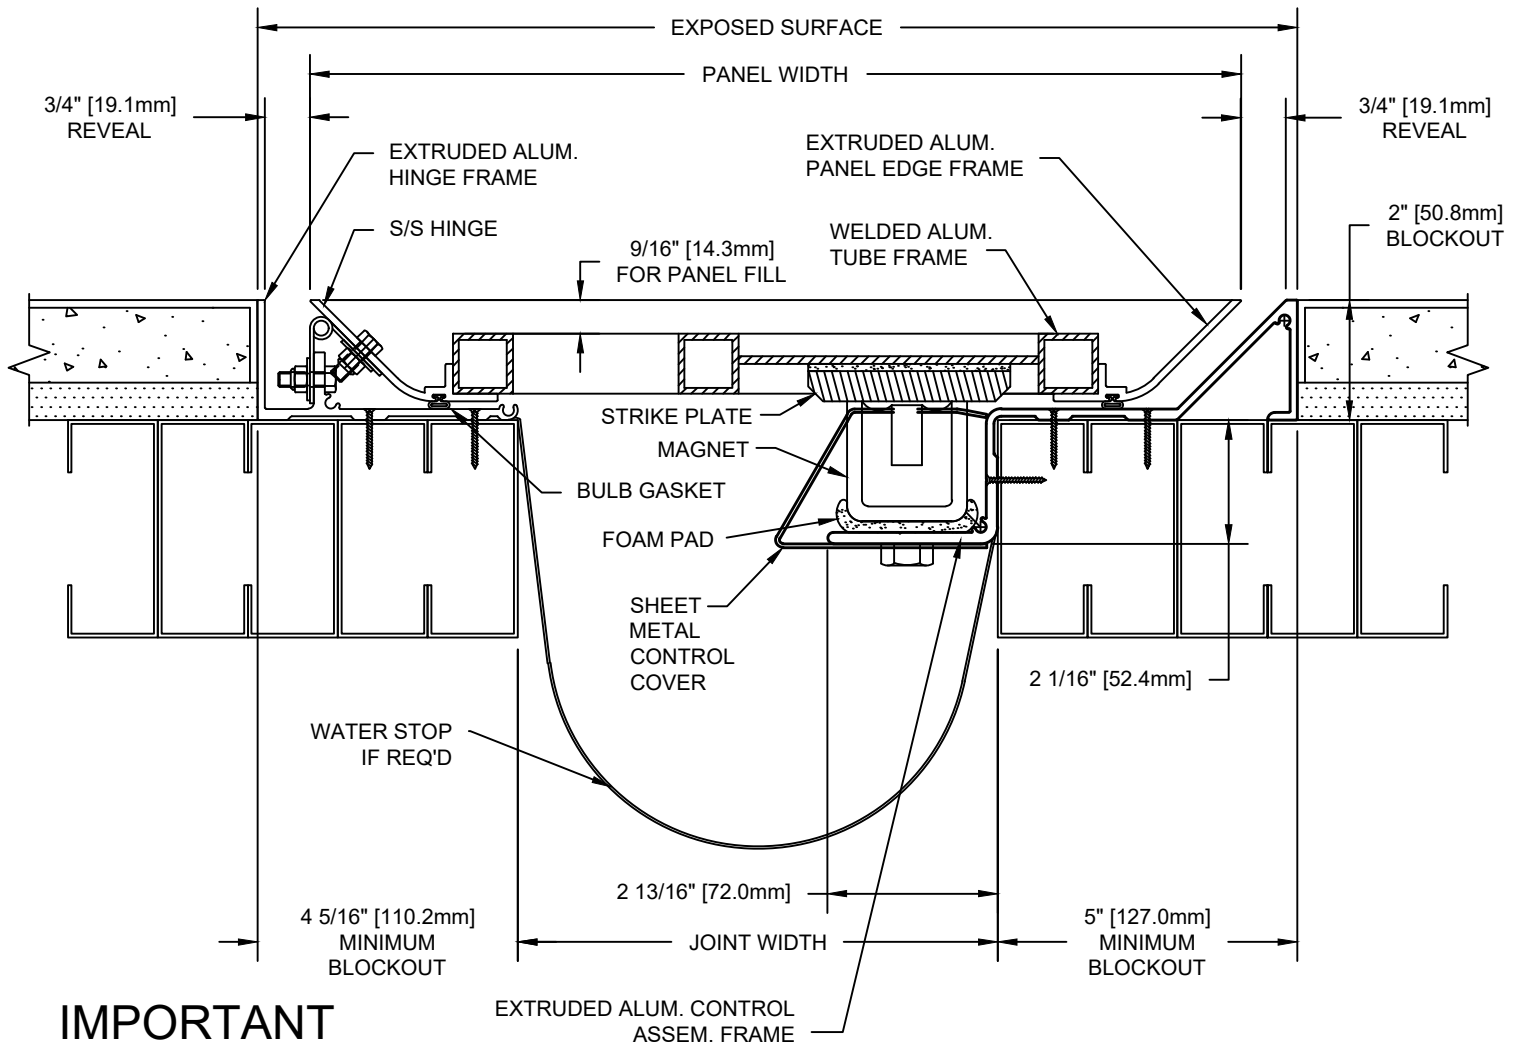 EXPOSED SURFACE
PANEL WIDTH
3/4" [19.1mm]
REVEAL
3/4" [19.1mm]
REVEAL
EXTRUDED ALUM.
HINGE FRAME
EXTRUDED ALUM.
PANEL EDGE FRAME
S/S HINGE
2" [50.8mm]
BLOCKOUT
9/16" [14.3mm]
FOR PANEL FILL
WELDED ALUM.
TUBE FRAME
STRIKE PLATE
MAGNET
BULB GASKET
FOAM PAD
SHEET
METAL
CONTROL
COVER
2 1/16" [52.4mm]
WATER STOP
IF REQ'D
2 13/16" [72.0mm]
4 5/16" [110.2mm]
MINIMUM
BLOCKOUT
JOINT WIDTH
5" [127.0mm]
MINIMUM
BLOCKOUT
IMPORTANT
EXTRUDED ALUM. CONTROL
ASSEM. FRAME